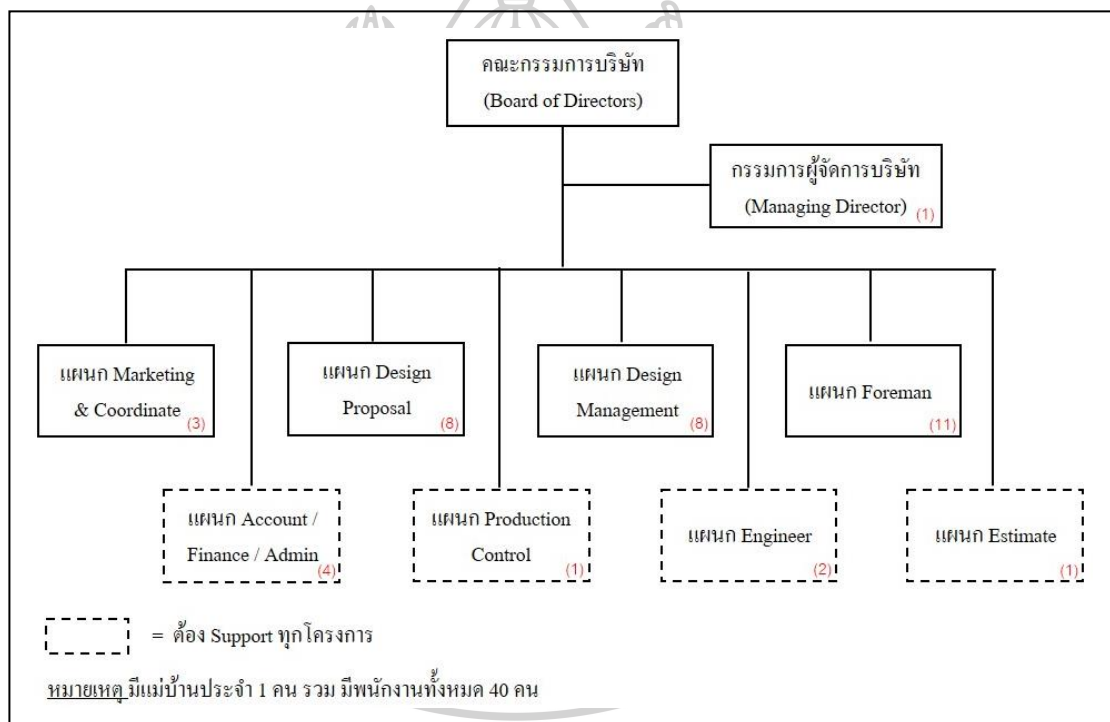 คณะกรรมการบริษัท
(Board of Directors)
กรรมการผู้จัดการบริษัท
(Managing Director) (1)
แผนก Marketing
& Coordinate (3)
แผนก Design
Proposal (8)
แผนก Design
Management (8)
แผนก Foreman
(11)
แผนก Account /
Finance / Admin (4)
แผนก Production
Control (1)
แผนก Engineer
(2)
แผนก Estimate
(1)
= ต้อง Support ทุกโครงการ
หมายเหตุ มีแม่บ้านประจำ 1 คน รวม มีพนักงานทั้งหมด 40 คน